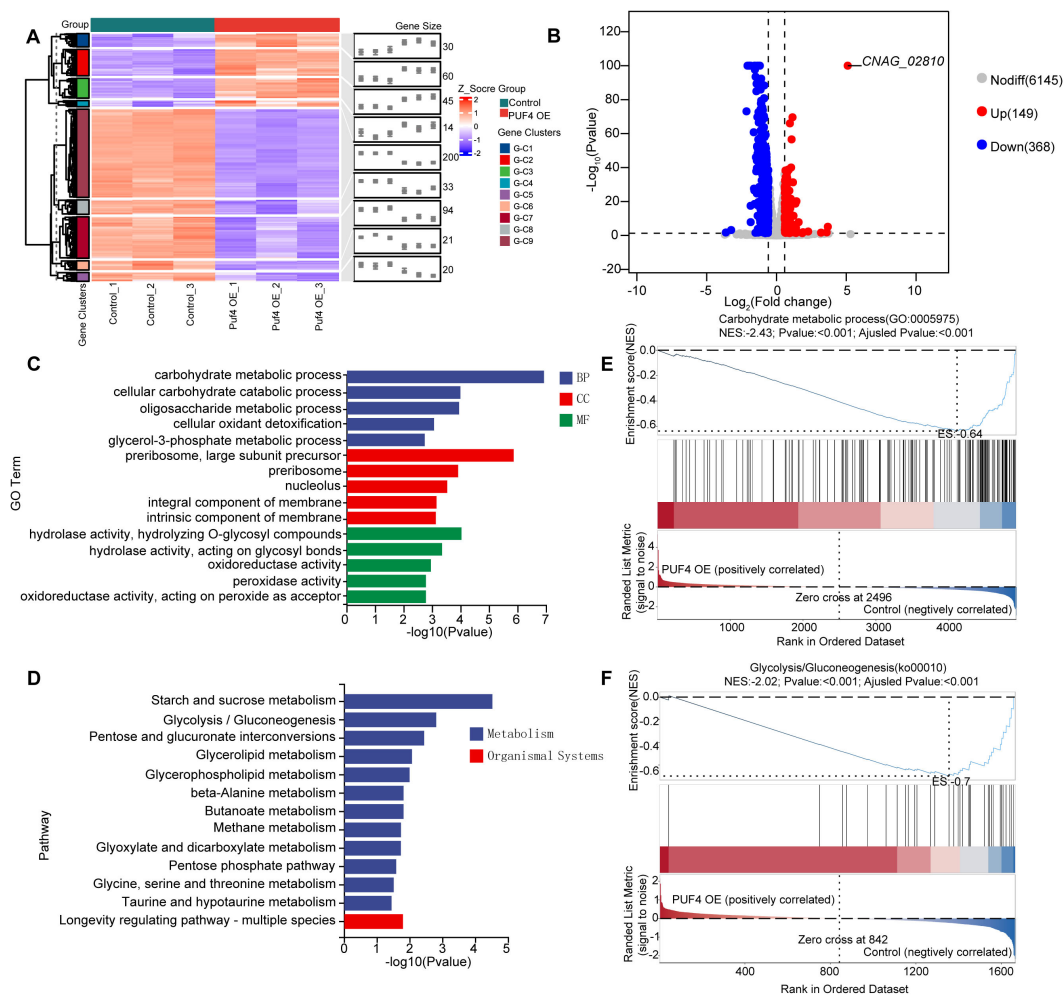 A
Group
Gene Size
30
60
45
14
200
33
94
21
20
Z_Score
2
1
0
-1
-2
Group
Control
PUF4 OE
Gene Clusters
G-C1
G-C2
G-C3
G-C4
G-C5
G-C6
G-C7
G-C8
G-C9
Gene Clusters
Control_1
Control_2
Control_3
Puf4 OE_1
Puf4 OE_2
Puf4 OE_3
B
-Log10(Pvalue)
120
100
80
60
40
20
0
-20
-10
-5
0
5
10
Log2(Fold change)
CNAG_02810
Nodiff(6145)
Up(149)
Down(368)
C
GO Term
carbohydrate metabolic process
cellular carbohydrate catabolic process
oligosaccharide metabolic process
cellular oxidant detoxification
glycerol-3-phosphate metabolic process
preribosome, large subunit precursor
preribosome
nucleolus
integral component of membrane
intrinsic component of membrane
hydrolase activity, hydrolyzing O-glycosyl compounds
hydrolase activity, acting on glycosyl bonds
oxidoreductase activity
peroxidase activity
oxidoreductase activity, acting on peroxide as acceptor
0 1 2 3 4 5 6 7
-log10(Pvalue)
BP
CC
MF
D
Pathway
Starch and sucrose metabolism
Glycolysis / Gluconeogenesis
Pentose and glucuronate interconversions
Glycerolipid metabolism
Glycerophospholipid metabolism
beta-Alanine metabolism
Butanoate metabolism
Methane metabolism
Glyoxylate and dicarboxylate metabolism
Pentose phosphate pathway
Glycine, serine and threonine metabolism
Taurine and hypotaurine metabolism
Longevity regulating pathway - multiple species
0 1 2 3 4 5
-log10(Pvalue)
Metabolism
Organismal Systems
E
Carbohydrate metabolic process(GO:0005975)
NES:-2.43; Pvalue:<0.001; Ajusled Pvalue:<0.001
Enrishment score(NES)
0.0
-0.2
-0.4
-0.6
ES:-0.64
Randed List Metric
(signal to noise)
4
2
0
-2
PUF4 OE (positively correlated)
Zero cross at 2496
Control (negtively correlated)
1000
2000
3000
4000
Rank in Ordered Dataset
F
Glycolysis/Gluconeogenesis(ko00010)
NES:-2.02; Pvalue:<0.001; Ajusled Pvalue:<0.001
Enrishment score(NES)
0.0
-0.2
-0.4
-0.6
ES:-0.7
Randed List Metric
(signal to noise)
2
1
0
-1
-2
PUF4 OE (positively correlated)
Zero cross at 842
Control (negtively correlated)
400
800
1200
1600
Rank in Ordered Dataset